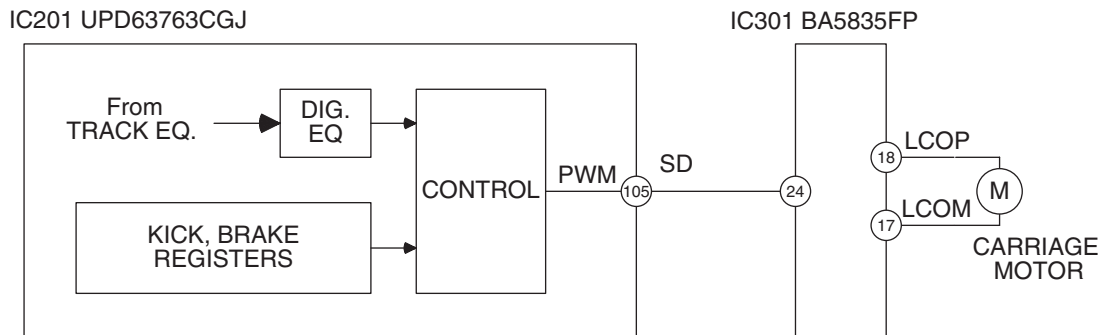 IC201 UPD63763CGJ
IC301 BA5835FP
From
TRACK EQ.
DIG.
EQ
CONTROL
KICK, BRAKE
REGISTERS
PWM
105
SD
24
18
LCOP
M
17
LCOM
CARRIAGE
MOTOR